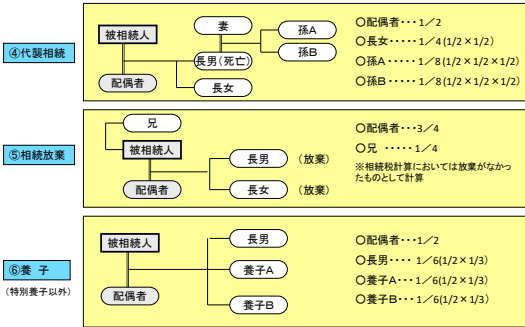 ④代襲相続
被相続人
配偶者
妻
長男(死亡)
長女
孫A
孫B
○配偶者・・・1／2
○長女・・・・・1／4(1/2×1/2)
○孫A・・・・・1／8(1/2×1/2×1/2)
○孫B・・・・・1／8(1/2×1/2×1/2)
⑤相続放棄
兄
被相続人
配偶者
長男 (放棄)
長女 (放棄)
○配偶者・・・3／4
○兄 ・・・・・1／4
※相続税計算においては放棄がなかっ
たものとして計算
⑥養 子
(特別養子以外)
被相続人
配偶者
長男
養子A
養子B
○配偶者・・・1／2
○長男・・・・ 1／6(1/2×1/3)
○養子A・・・1／6(1/2×1/3)
○養子B・・・1／6(1/2×1/3)